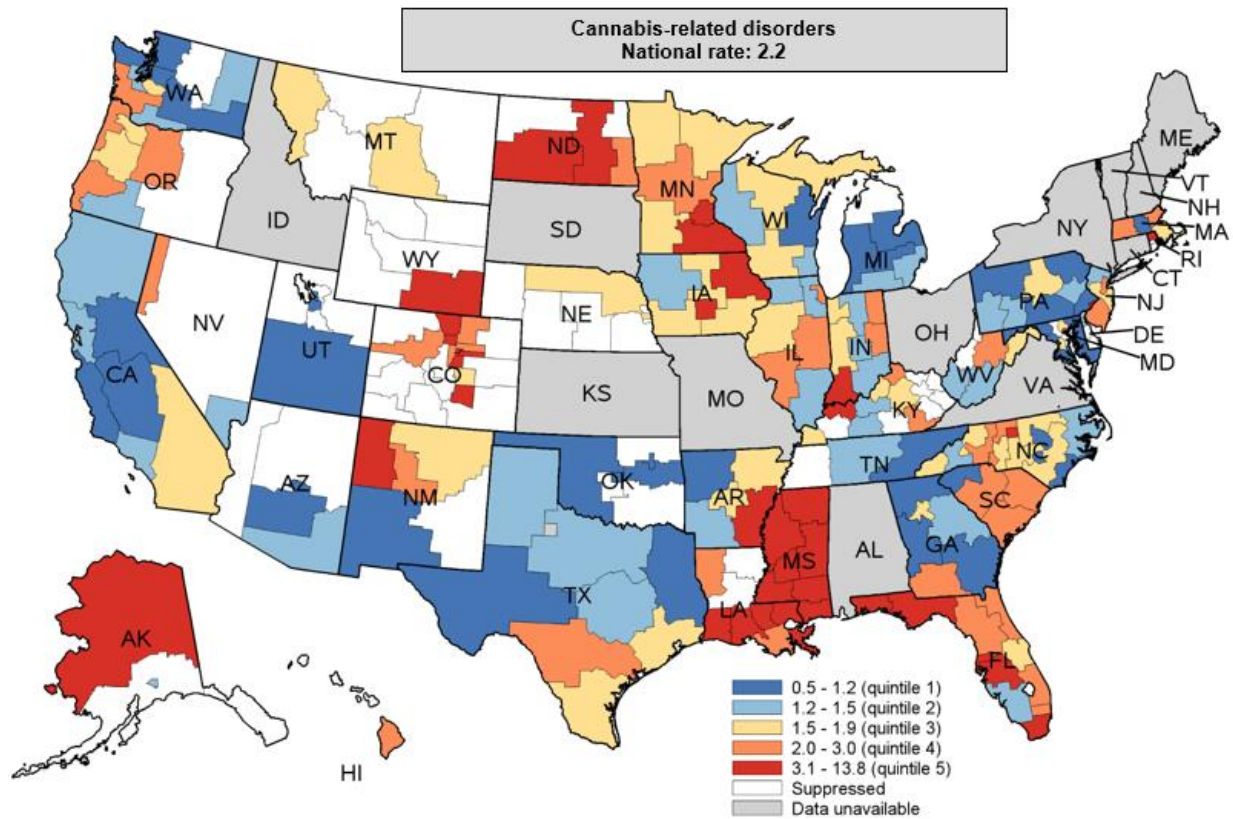 Cannabis-related disorders
National rate: 2.2
WA
MT
ND
MN
ME
VT
NH
MA
RI
CT
NJ
DE
MD
OR
ID
SD
WI
MI
NY
WY
IA
PA
NE
NV
UT
CO
IL
IN
OH
WV
VA
CA
KS
MO
KY
AZ
NM
OK
AR
TN
NC
SC
MS
AL
GA
TX
LA
FL
AK
HI
0.5 - 1.2 (quintile 1)
1.2 - 1.5 (quintile 2)
1.5 - 1.9 (quintile 3)
2.0 - 3.0 (quintile 4)
3.1 - 13.8 (quintile 5)
Suppressed
Data unavailable